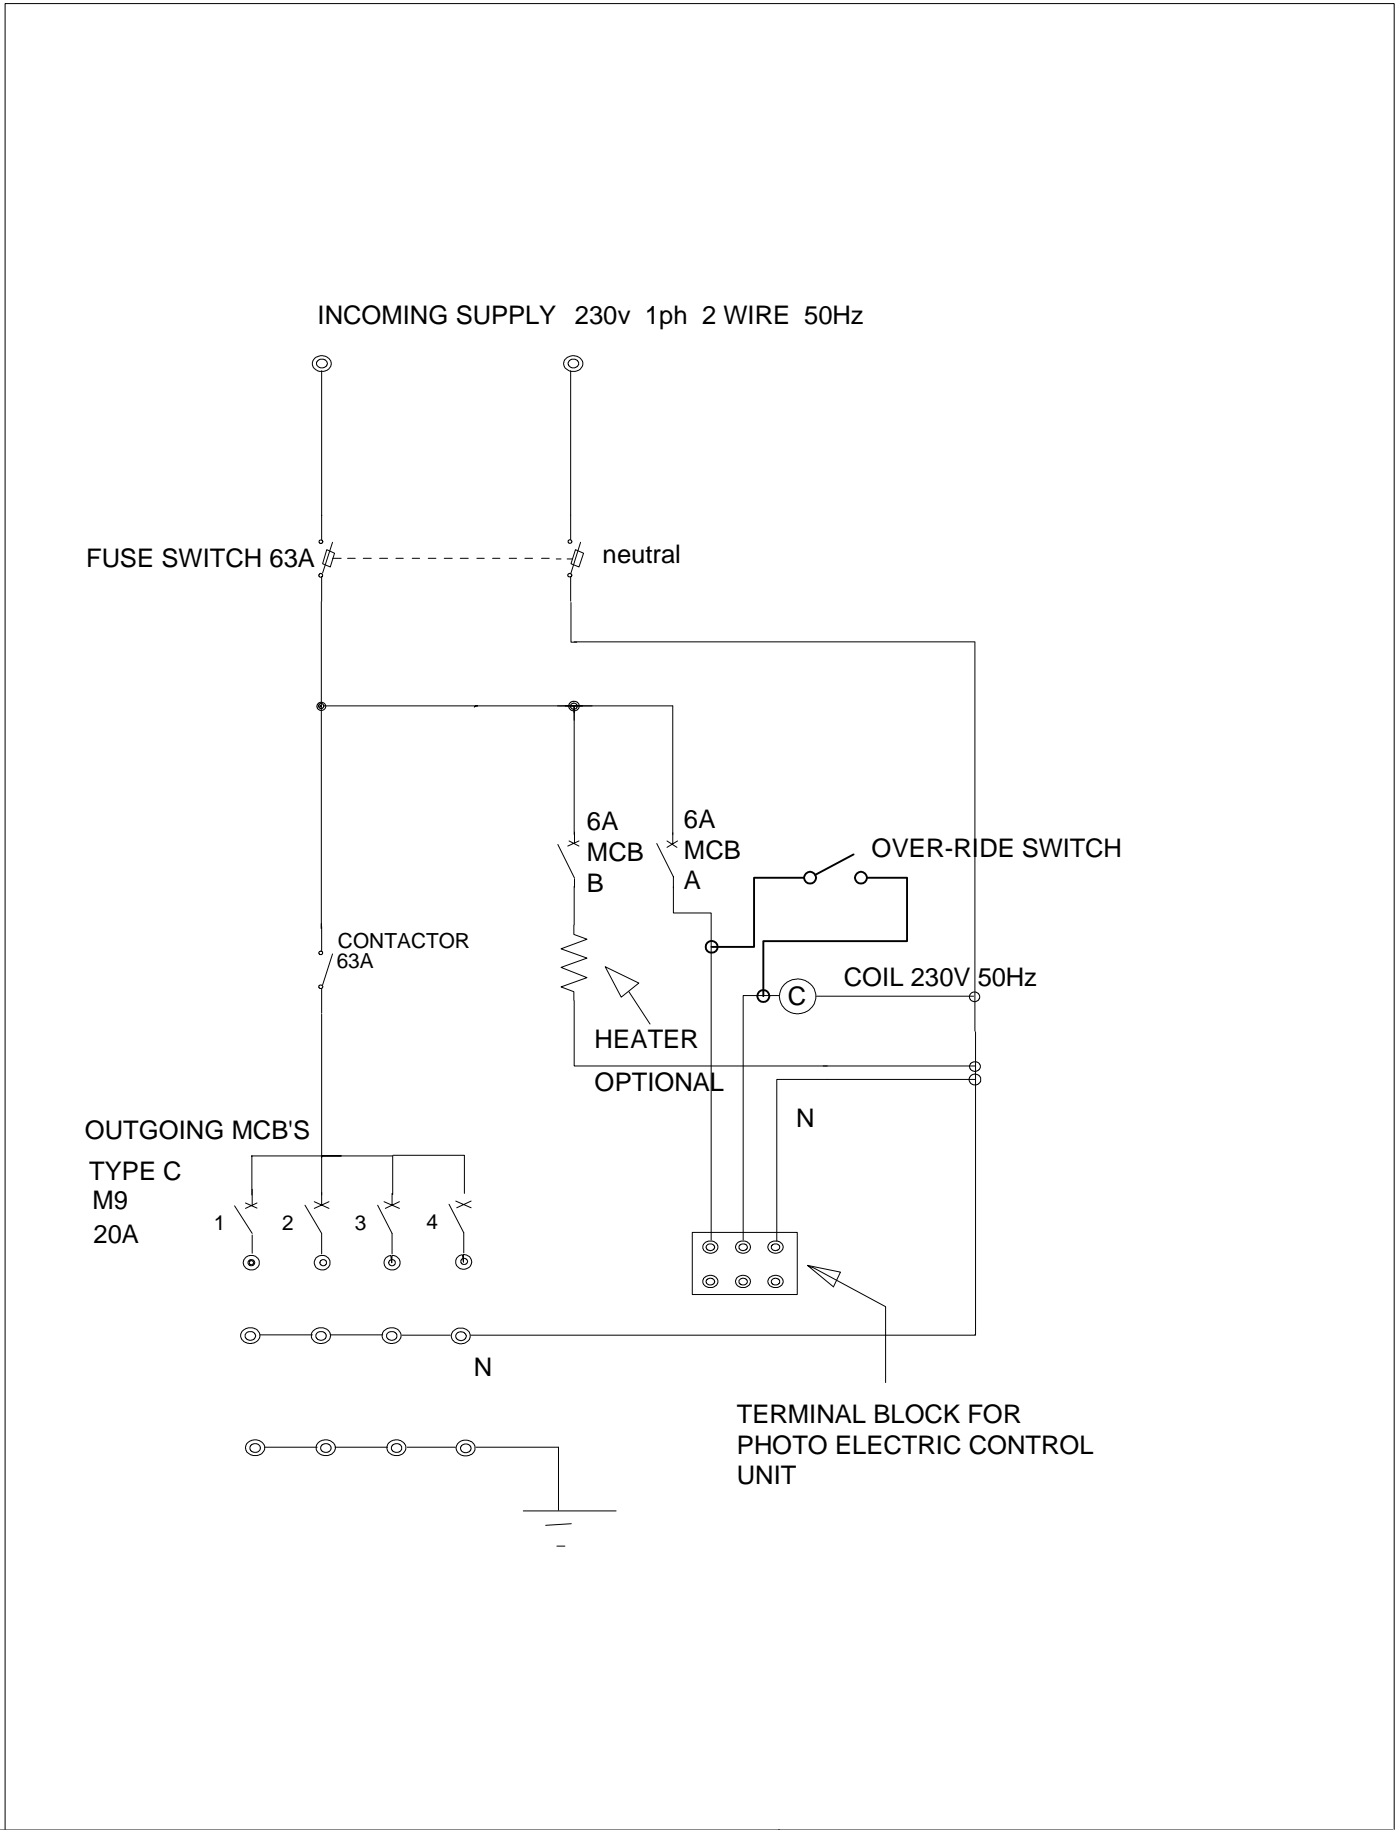 INCOMING SUPPLY 230v 1ph 2 WIRE 50Hz
FUSE SWITCH 63A
neutral
6A
MCB
B
6A
MCB
A
OVER-RIDE SWITCH
CONTACTOR
63A
COIL 230V 50Hz
C
HEATER
OPTIONAL
N
OUTGOING MCB'S
TYPE C
M9
20A
1
2
3
4
N
TERMINAL BLOCK FOR
PHOTO ELECTRIC CONTROL
UNIT